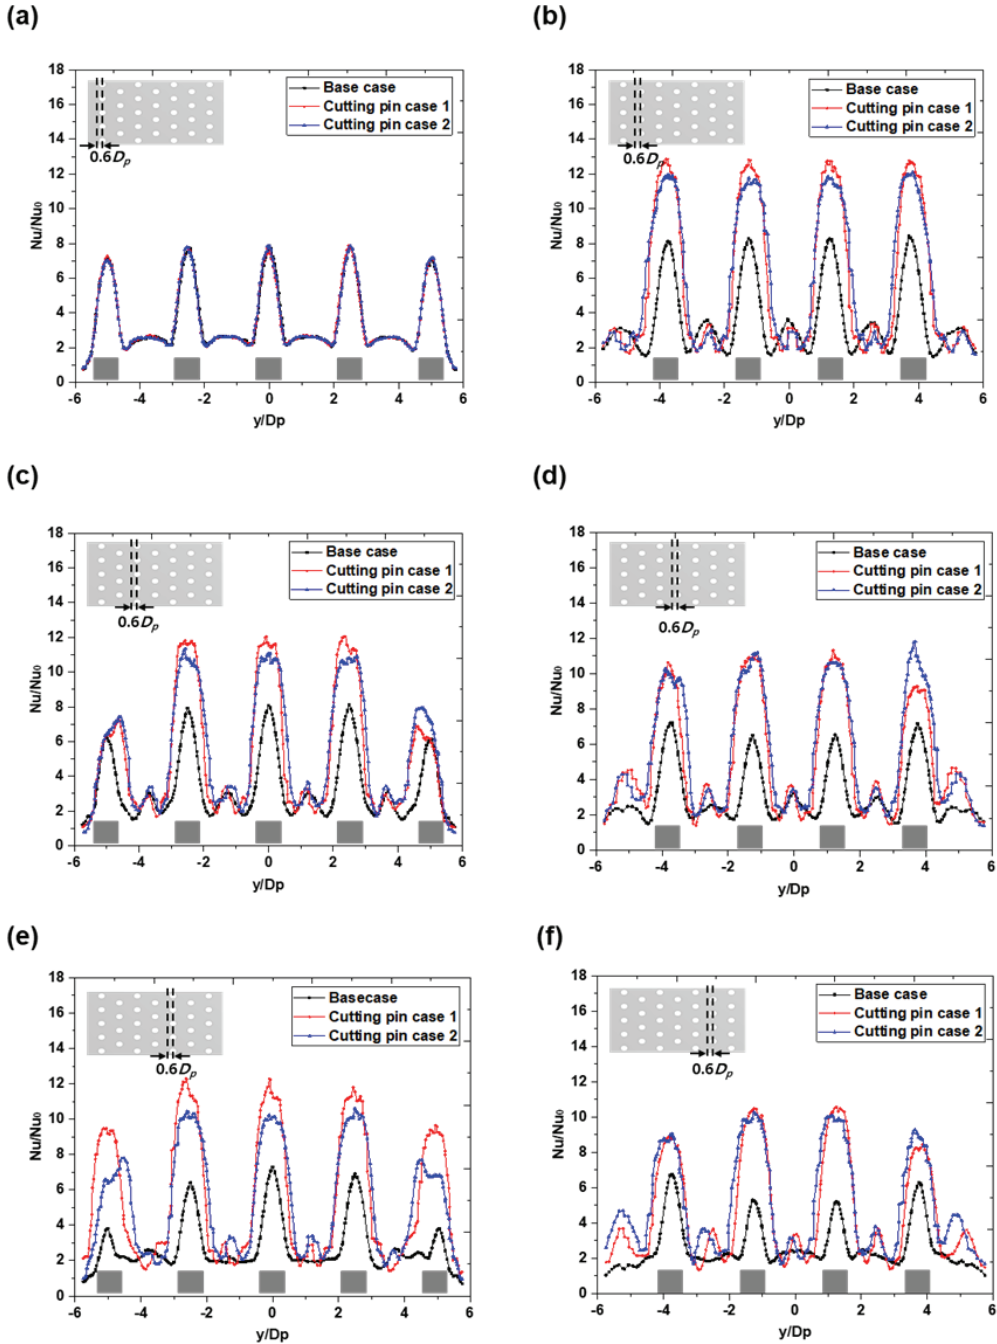 (a)
18
16
14
12
10
8
6
4
2
0
Nu/Nu₀
0.6Dₚ
Base case
Cutting pin case 1
Cutting pin case 2
-6 -4 -2 0 2 4 6
y/Dp
(b)
18
16
14
12
10
8
6
4
2
0
Nu/Nu₀
0.6Dₚ
Base case
Cutting pin case 1
Cutting pin case 2
-6 -4 -2 0 2 4 6
y/Dp
(c)
18
16
14
12
10
8
6
4
2
0
Nu/Nu₀
0.6Dₚ
Base case
Cutting pin case 1
Cutting pin case 2
-6 -4 -2 0 2 4 6
y/Dp
(d)
18
16
14
12
10
8
6
4
2
0
Nu/Nu₀
0.6Dₚ
Base case
Cutting pin case 1
Cutting pin case 2
-6 -4 -2 0 2 4 6
y/Dp
(e)
18
16
14
12
10
8
6
4
2
0
Nu/Nu₀
0.6Dₚ
Basecase
Cutting pin case 1
Cutting pin case 2
-6 -4 -2 0 2 4 6
y/Dp
(f)
18
16
14
12
10
8
6
4
2
0
Nu/Nu₀
0.6Dₚ
Base case
Cutting pin case 1
Cutting pin case 2
-6 -4 -2 0 2 4 6
y/Dp